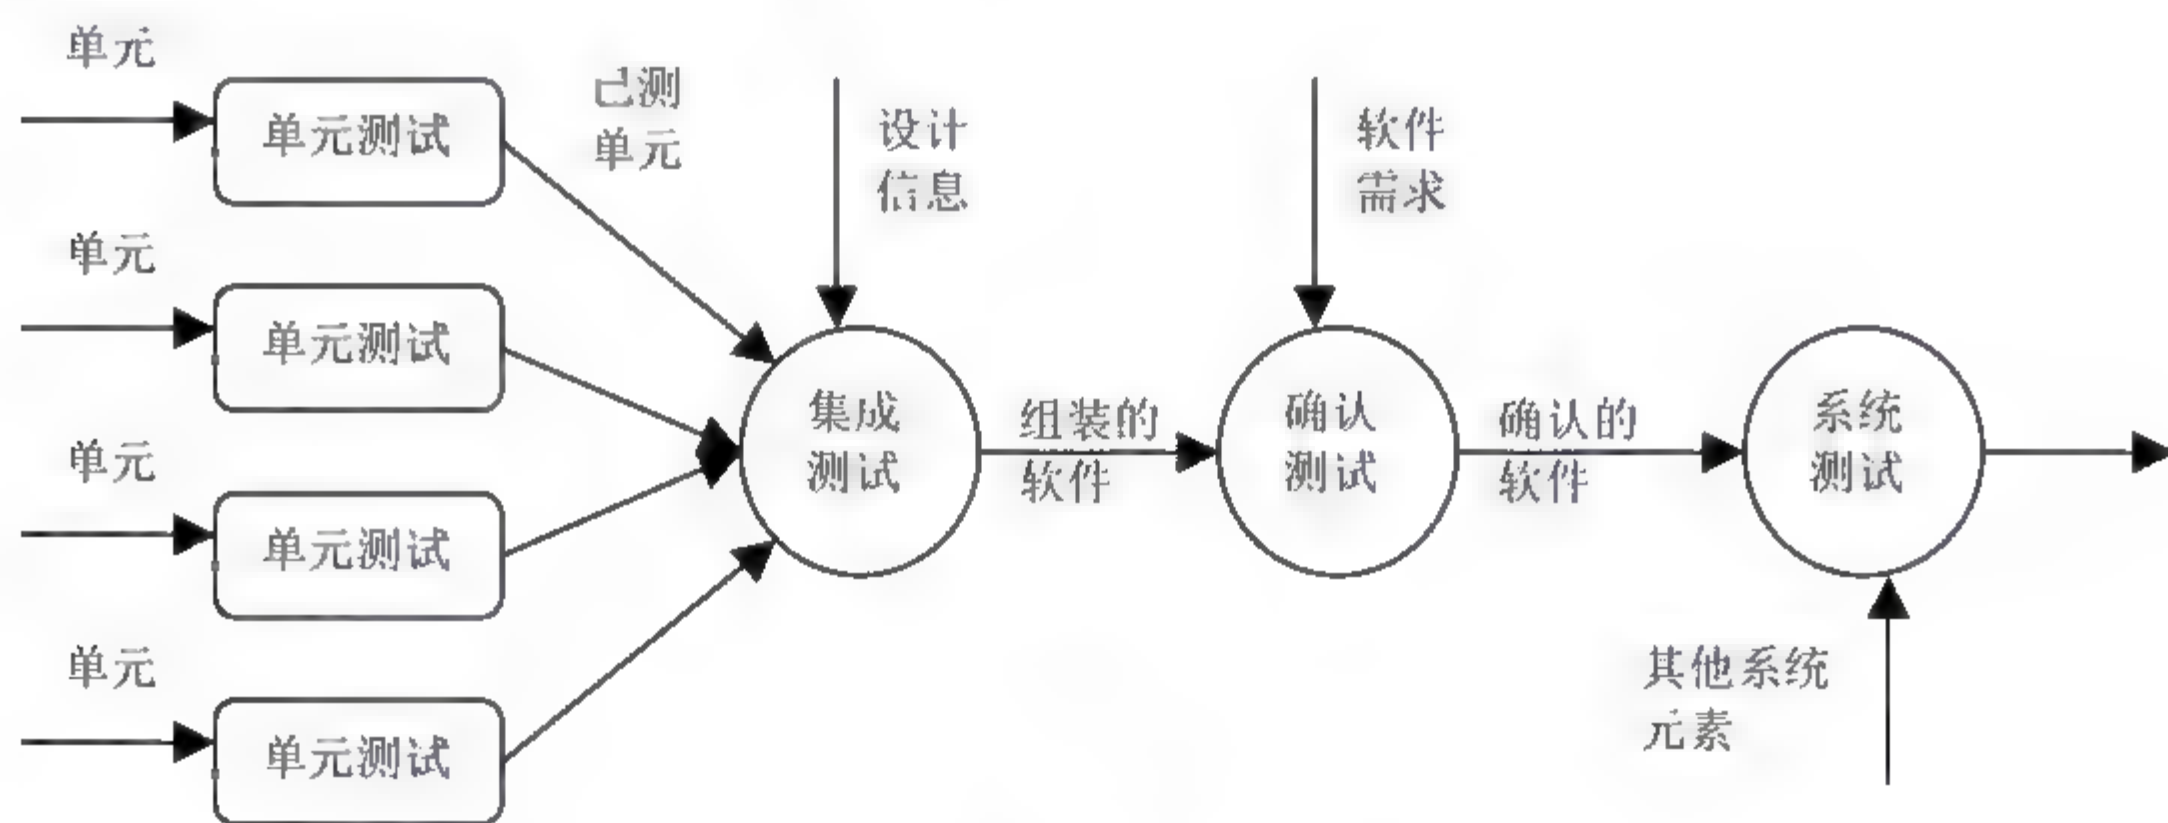 单元
单元测试
已测
单元
设计
信息
软件
需求
单元
单元测试
集成
测试
组装的
软件
确认
测试
确认的
软件
系统
测试
单元
单元测试
单元
单元测试
其他系统
元素